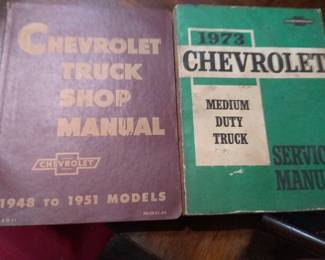 CHEVROLET
TRUCK
SHOP
MANUAL
CHEVROLET
1948 TO 1951 MODELS
1973
CHEVROLET
MEDIUM
DUTY
TRUCK
SERVIC
MANU